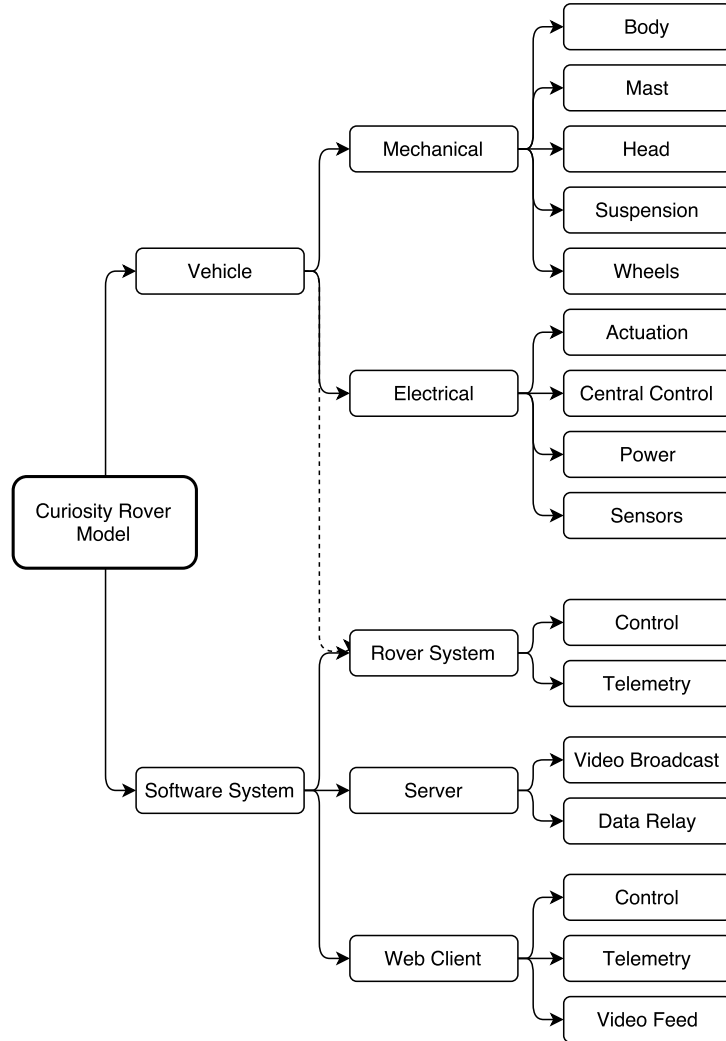 Body
Mast
Mechanical
Head
Suspension
Vehicle
Wheels
Actuation
Electrical
Central Control
Power
Curiosity Rover
Model
Sensors
Control
Rover System
Telemetry
Video Broadcast
Software System
Server
Data Relay
Control
Web Client
Telemetry
Video Feed